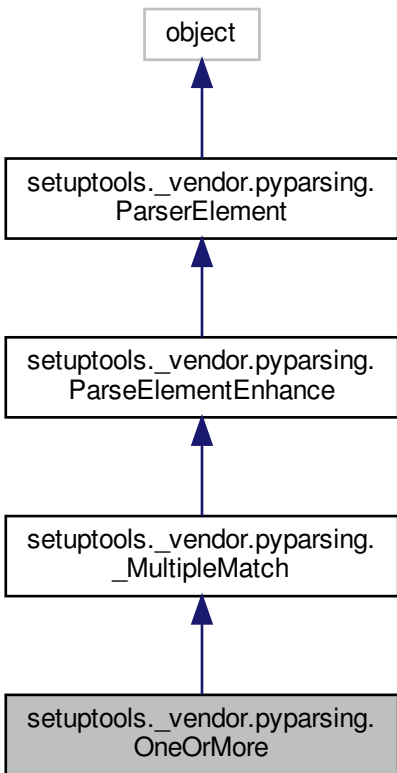 object
setuptools._vendor.pyparsing.
ParserElement
setuptools._vendor.pyparsing.
ParseElementEnhance
setuptools._vendor.pyparsing.
_MultipleMatch
setuptools._vendor.pyparsing.
OneOrMore